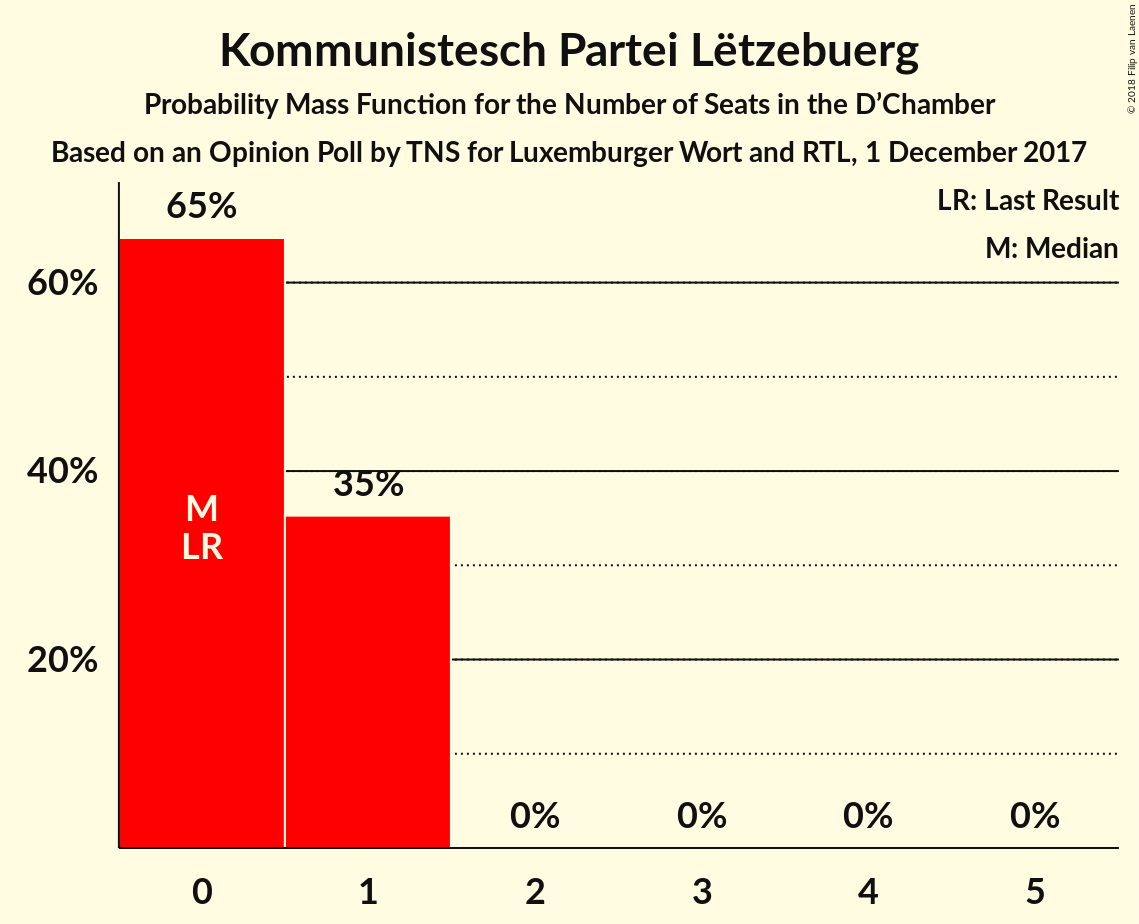 Kommunistesch Partei Lëtzebuerg
Probability Mass Function for the Number of Seats in the D’Chamber
Based on an Opinion Poll by TNS for Luxemburger Wort and RTL, 1 December 2017
© 2018 Filip van Laenen
LR: Last Result
M: Median
65%
60%
40%
35%
M
LR
20%
0% 0% 0% 0%
0 1 2 3 4 5